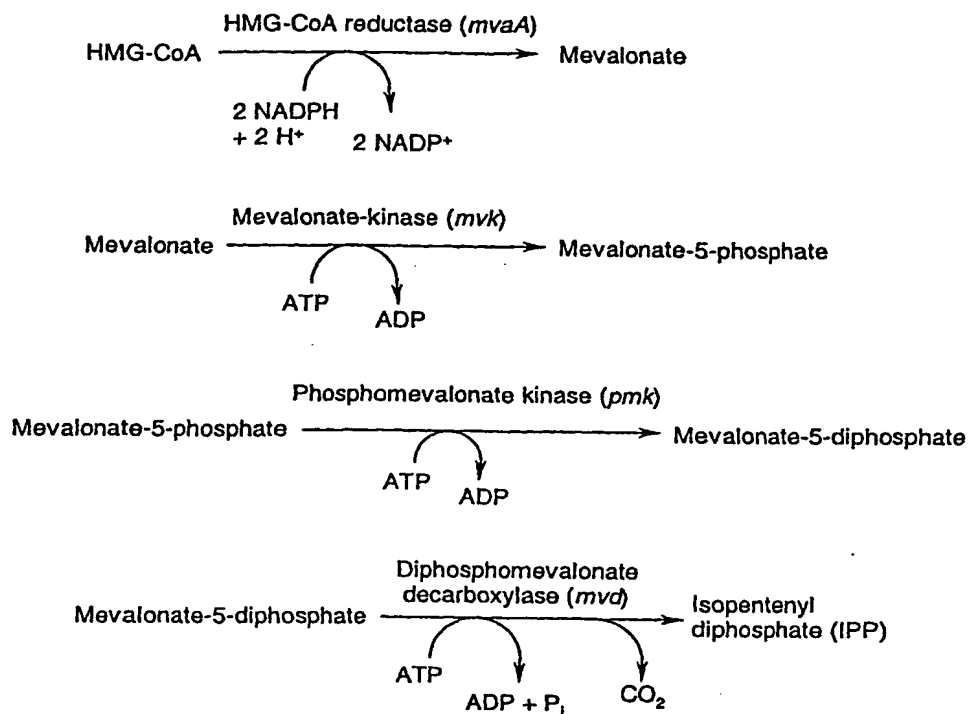 HMG-CoA reductase (mvaA)
HMG-CoA
Mevalonate
2 NADPH
+ 2 H⁺
2 NADP⁺
Mevalonate-kinase (mvk)
Mevalonate
Mevalonate-5-phosphate
ATP
ADP
Phosphomevalonate kinase (pmk)
Mevalonate-5-phosphate
Mevalonate-5-diphosphate
ATP
ADP
Diphosphomevalonate
decarboxylase (mvd)
Mevalonate-5-diphosphate
Isopentenyl
diphosphate (IPP)
ATP
ADP + Pᵢ
CO₂